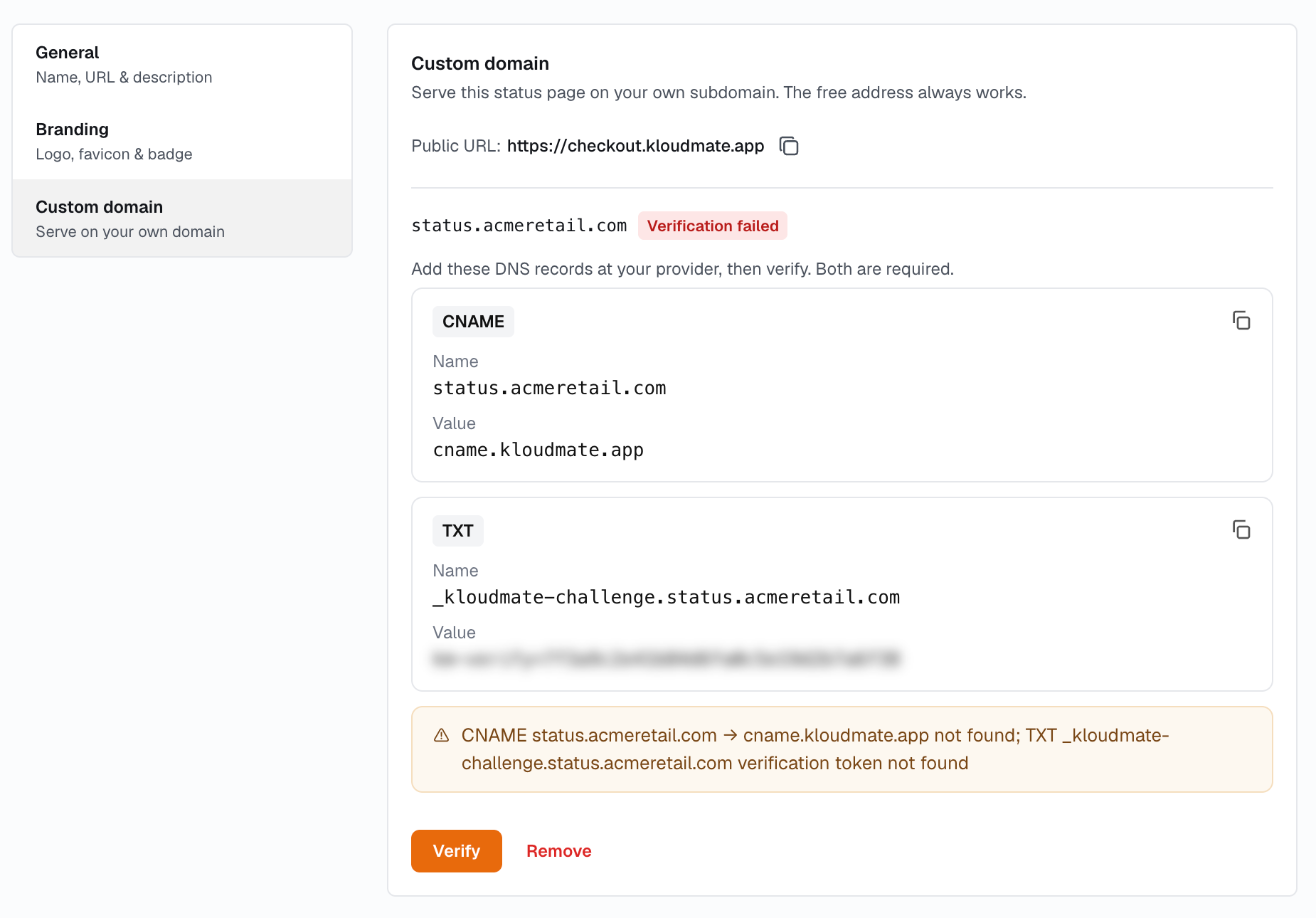 General
Name, URL & description
Branding
Logo, favicon & badge
Custom domain
Serve on your own domain
Custom domain
Serve this status page on your own subdomain. The free address always works.
Public URL: https://checkout.kloudmate.app
status.acmeretail.com Verification failed
Add these DNS records at your provider, then verify. Both are required.
CNAME
Name
status.acmeretail.com
Value
cname.kloudmate.app
TXT
Name
_kloudmate-challenge.status.acmeretail.com
Value
CNAME status.acmeretail.com → cname.kloudmate.app not found; TXT _kloudmate-
challenge.status.acmeretail.com verification token not found
Verify Remove